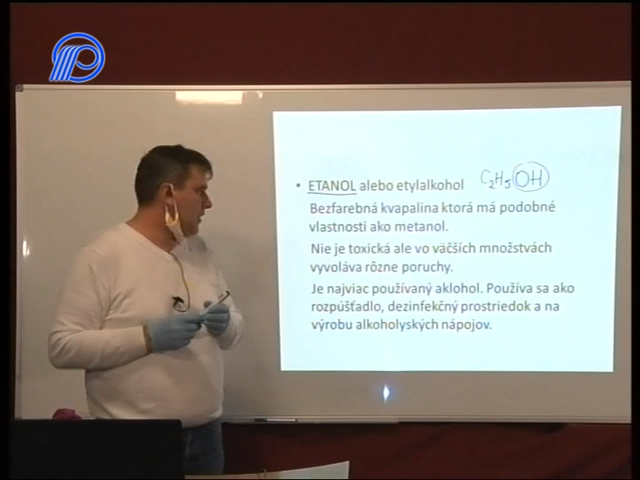 P
• ETANOL alebo etylalkohol C₂H₅OH
Bezfarebná kvapalina ktorá má podobné
vlastnosti ako metanol.
Nie je toxická ale vo väčších množstvách
vyvoláva rôzne poruchy.
Je najviac používaný aklohol. Používa sa ako
rozpúšťadlo, dezinfekčný prostriedok a na
výrobu alkoholyských nápojov.